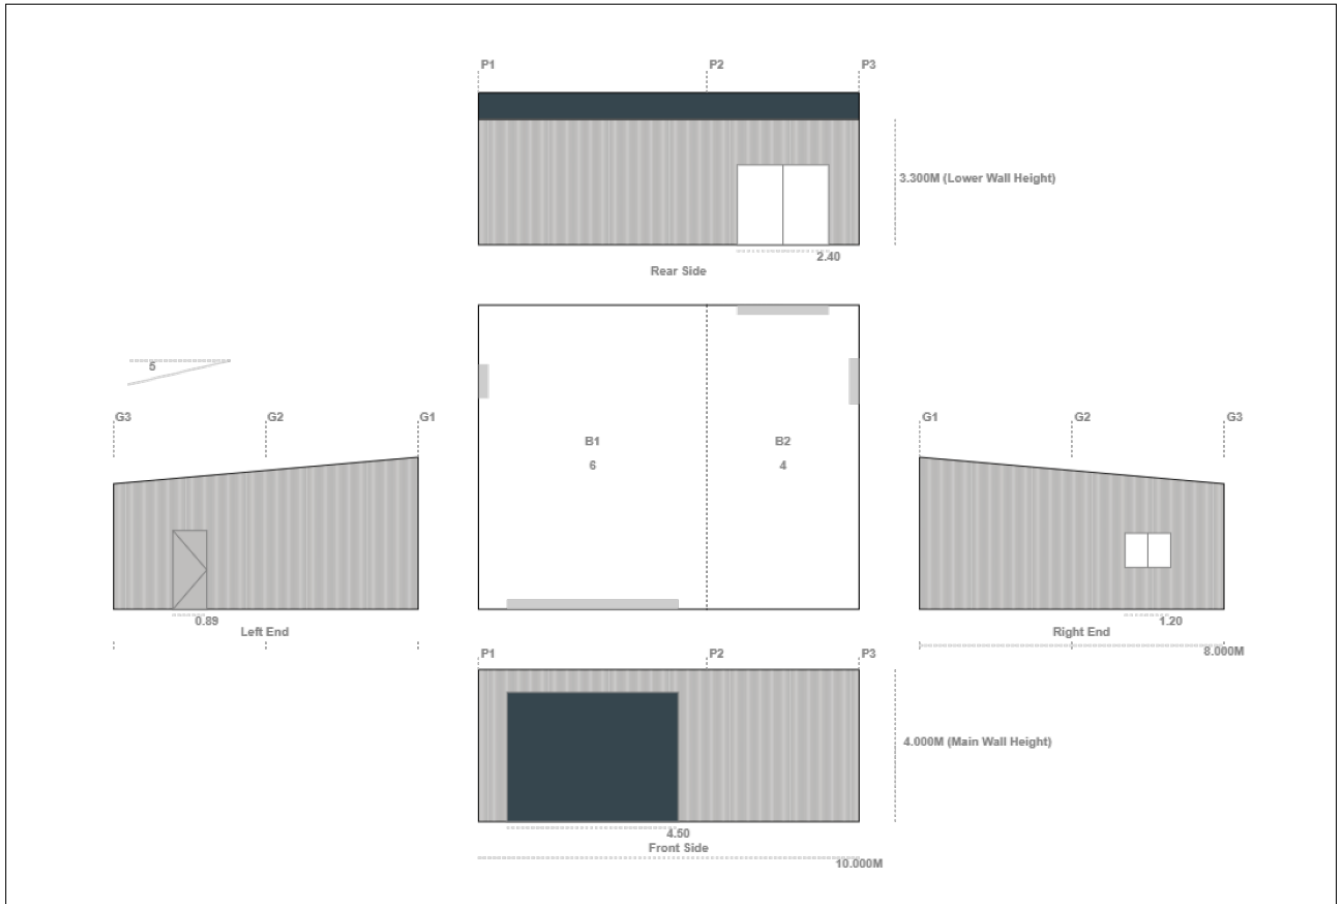 P1 P2 P3
3.300M (Lower Wall Height)
2.40
Rear Side
5
G3 G2 G1
B1 B2
6 4
G1 G2 G3
0.89
Left End
1.20
Right End
8.000M
P1 P2 P3
4.000M (Main Wall Height)
4.50
Front Side
10.000M